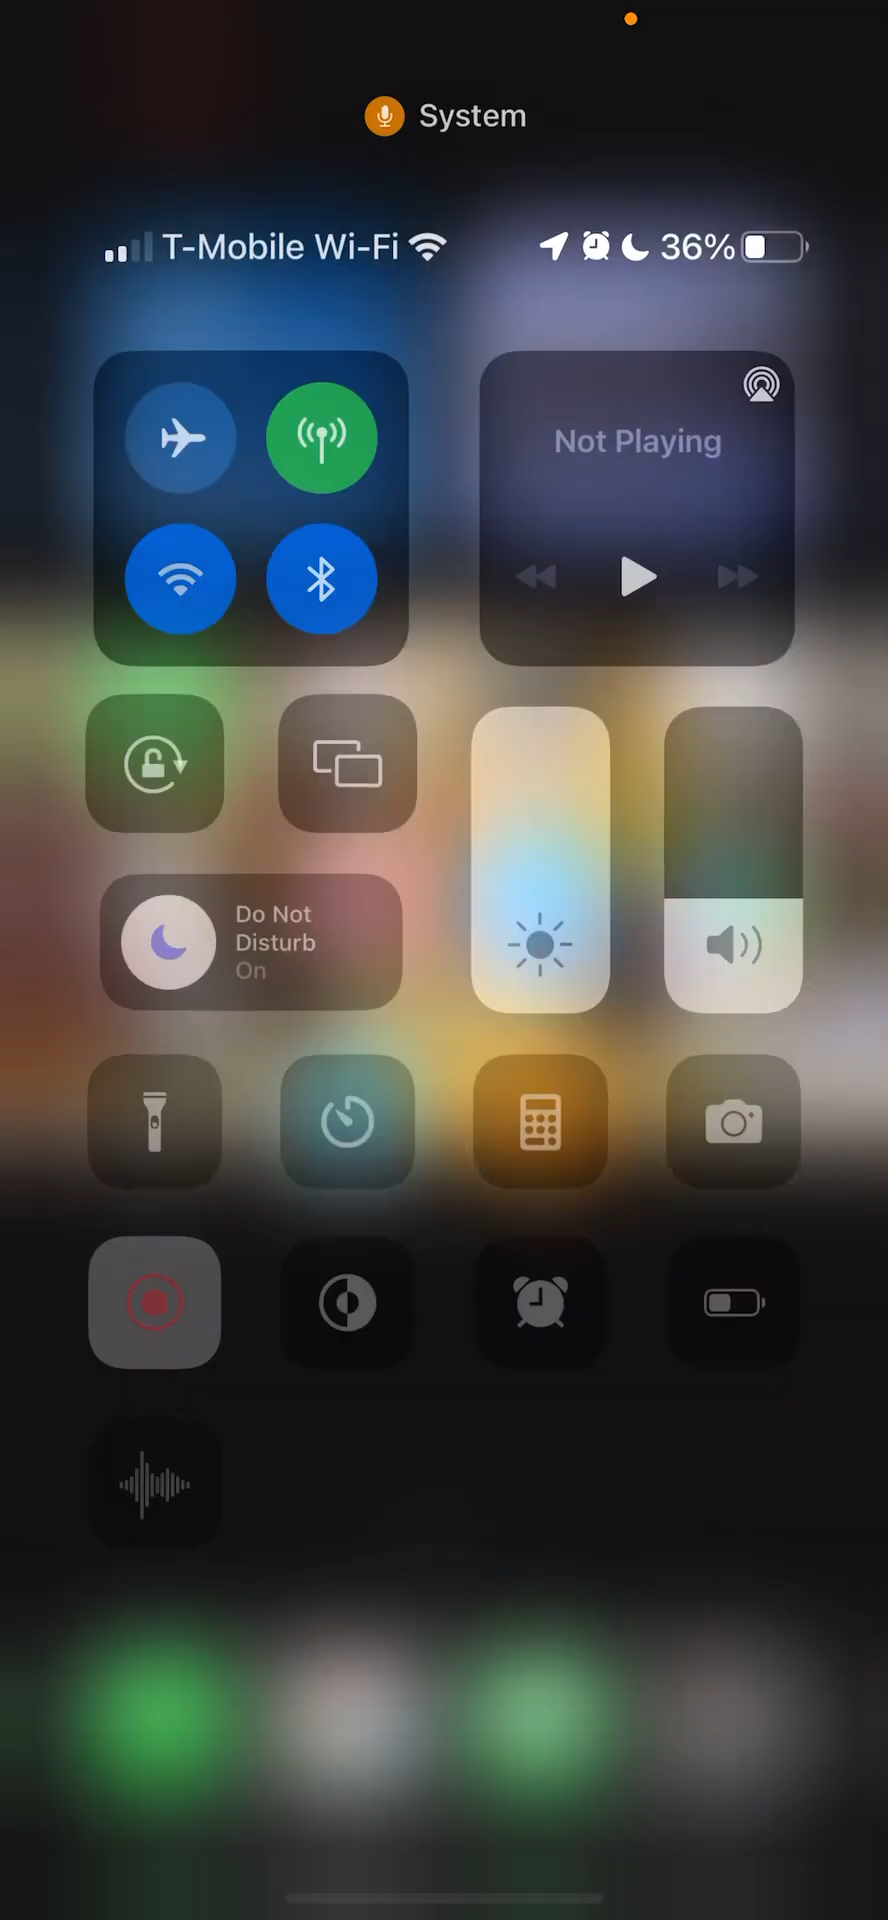 System
T-Mobile Wi-Fi 36%
Not Playing
Do Not
Disturb
On